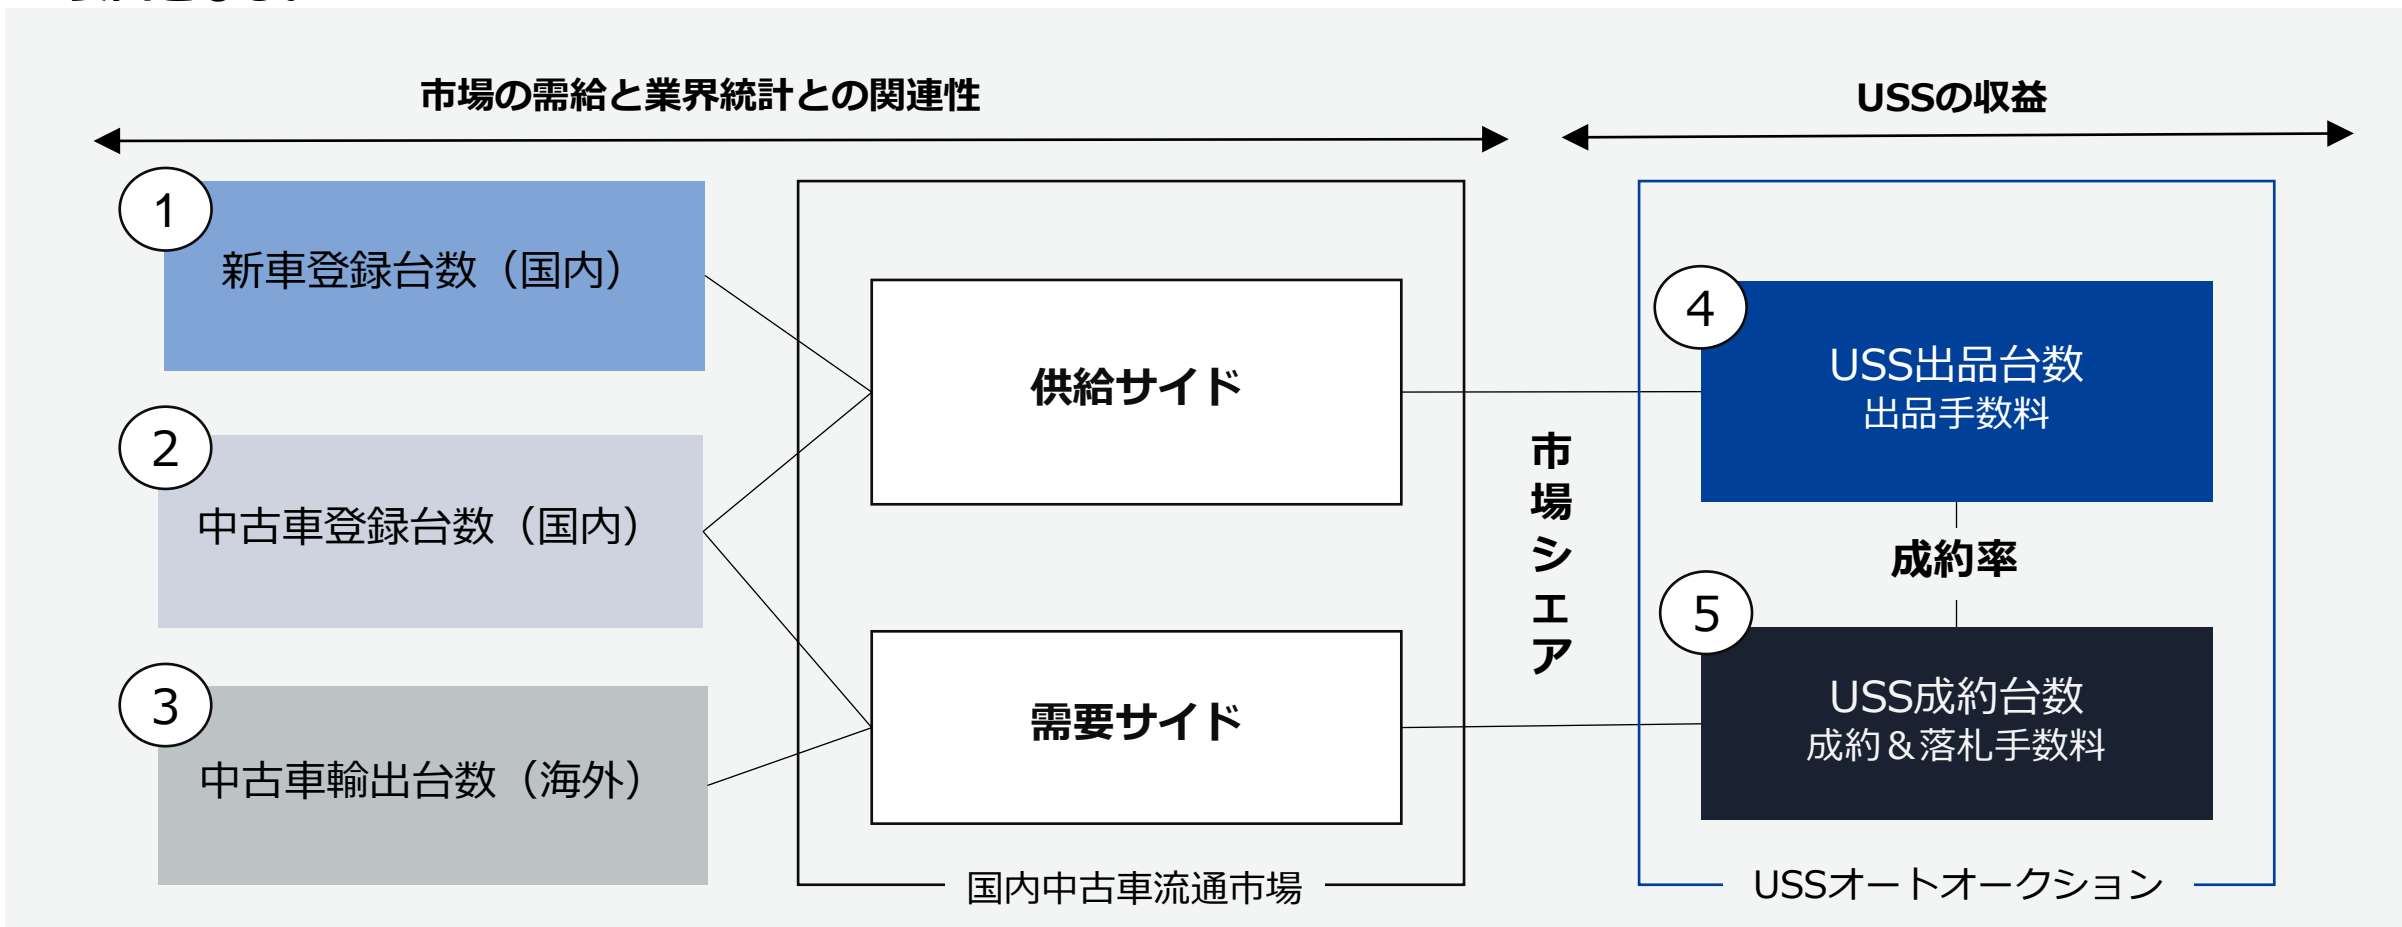 市場の需給と業界統計との関連性
USSの収益
1
新車登録台数（国内）
2
中古車登録台数（国内）
3
中古車輸出台数（海外）
供給サイド
需要サイド
国内中古車流通市場
市場シェア
4
USS出品台数
出品手数料
成約率
5
USS成約台数
成約＆落札手数料
USSオートオークション